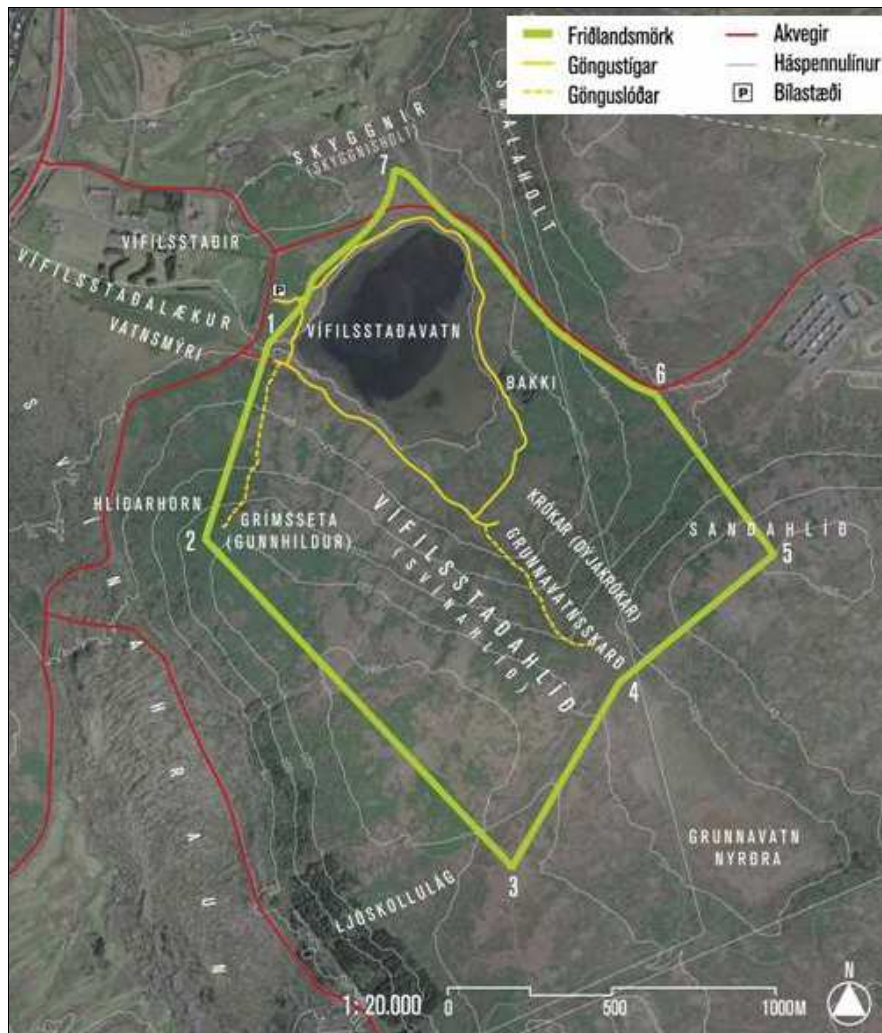 Friðlandsmörk
Göngustígar
Gönguslóðar
Akvegir
Háspennulínur
P Bílastæði
SKYGGNIR
(SKYGGNISHOLT)
SMALAHOLT
7
VÍFILSSTAÐIR
VÍFILSSTAÐALÆKUR
VATNSMÝRI
P
1
VÍFILSSTAÐAVATN
BAKKI
6
SVÍNAHRAUN
HLÍÐARHORN
2
GRÍMSSETA
(GUNNHILDUR)
VÍFILSSTAÐAHLÍÐ
(SVÍNAHLÍÐ)
KRÓKAR (DÝJAKRÓKAR)
GRUNNAVATNSSKARÐ
SANDAHLÍÐ
5
4
GRUNNAVATN
NYRÐRA
3
LJÓSKOLLULÁG
1: 20.000
0 500 1000M
N